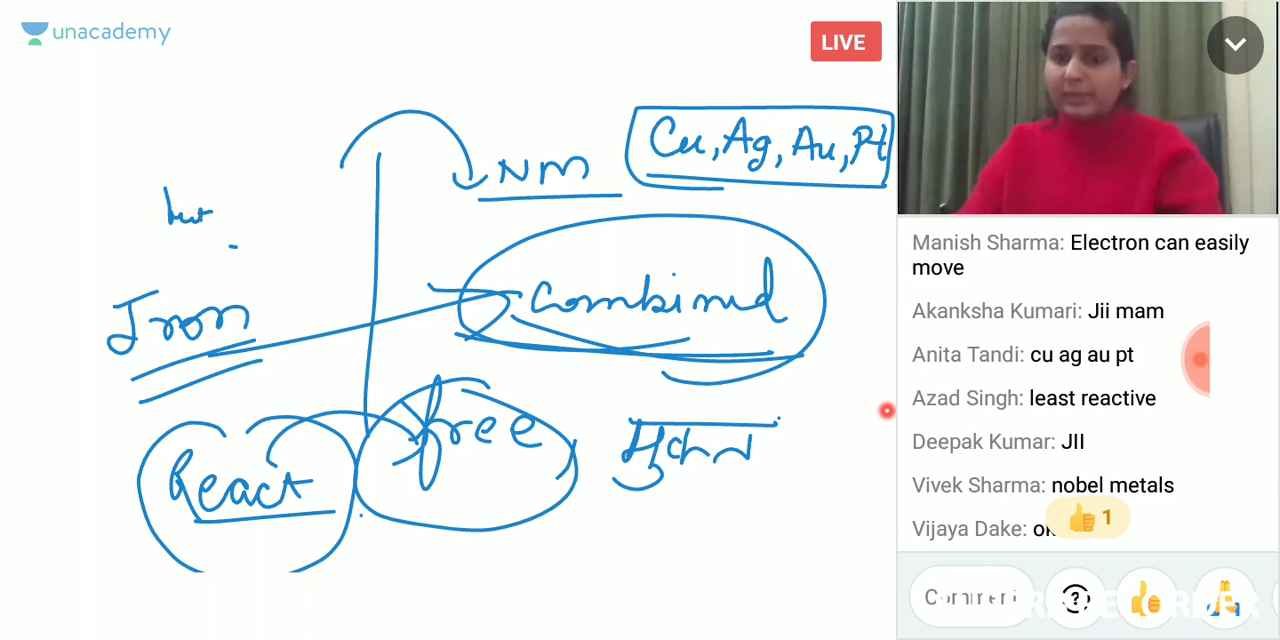 unacademy
LIVE
NM
Cu, Ag, Au, Pt
but
Iron
Combined
React
free
मुक्त
Manish Sharma: Electron can easily
move
Akanksha Kumari: Jii mam
Anita Tandi: cu ag au pt
Azad Singh: least reactive
Deepak Kumar: JII
Vivek Sharma: nobel metals
Vijaya Dake: ok
1
Comment
?